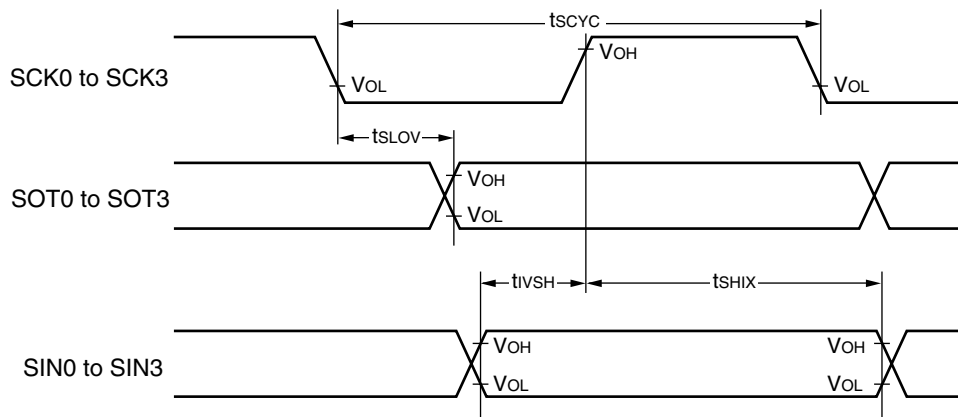 tSCYC
VOH
SCK0 to SCK3
VOL
VOL
tSLOV
VOH
SOT0 to SOT3
VOL
tIVSH
tSHIX
VOH
VOH
SIN0 to SIN3
VOL
VOL